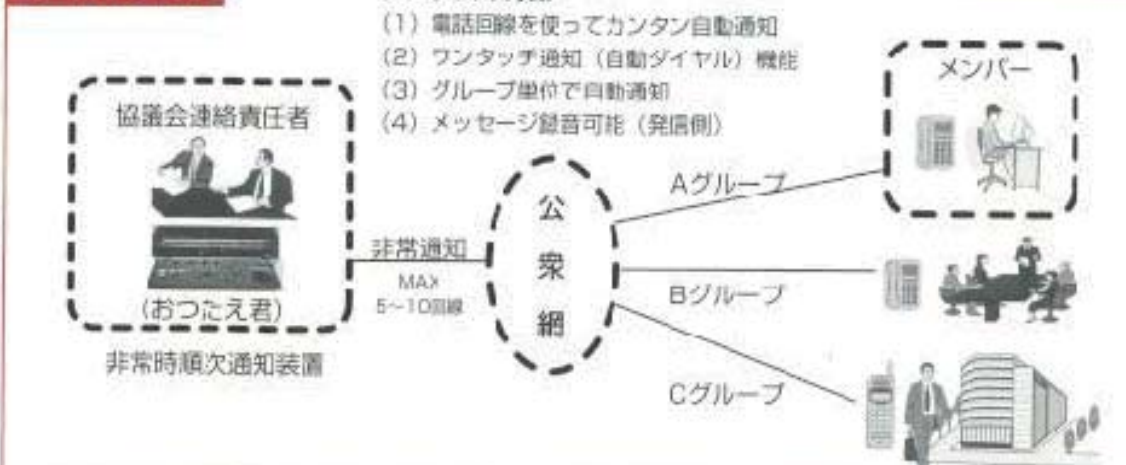 (1) 電話回線を使ってカンタン自動通知
(2) ワンタッチ通知（自動ダイヤル）機能
(3) グループ単位で自動通知
(4) メッセージ録音可能（発信側）
協議会連絡責任者
(おつたえ君)
非常時順次通知装置
非常通知
MAX
5～10回線
公衆網
Aグループ
Bグループ
Cグループ
メンバー